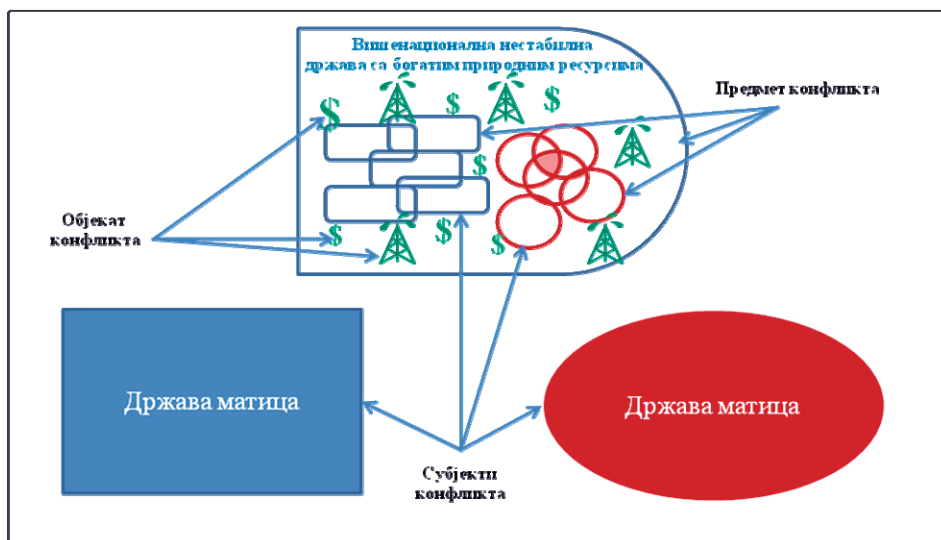 Вишенационална нестабилна
држава са богатим природним ресурсима
Предмет конфликта
$
$
$
$
Објекат
конфликта
$
$
$
Држава матица
Држава матица
Субјекти
конфликта